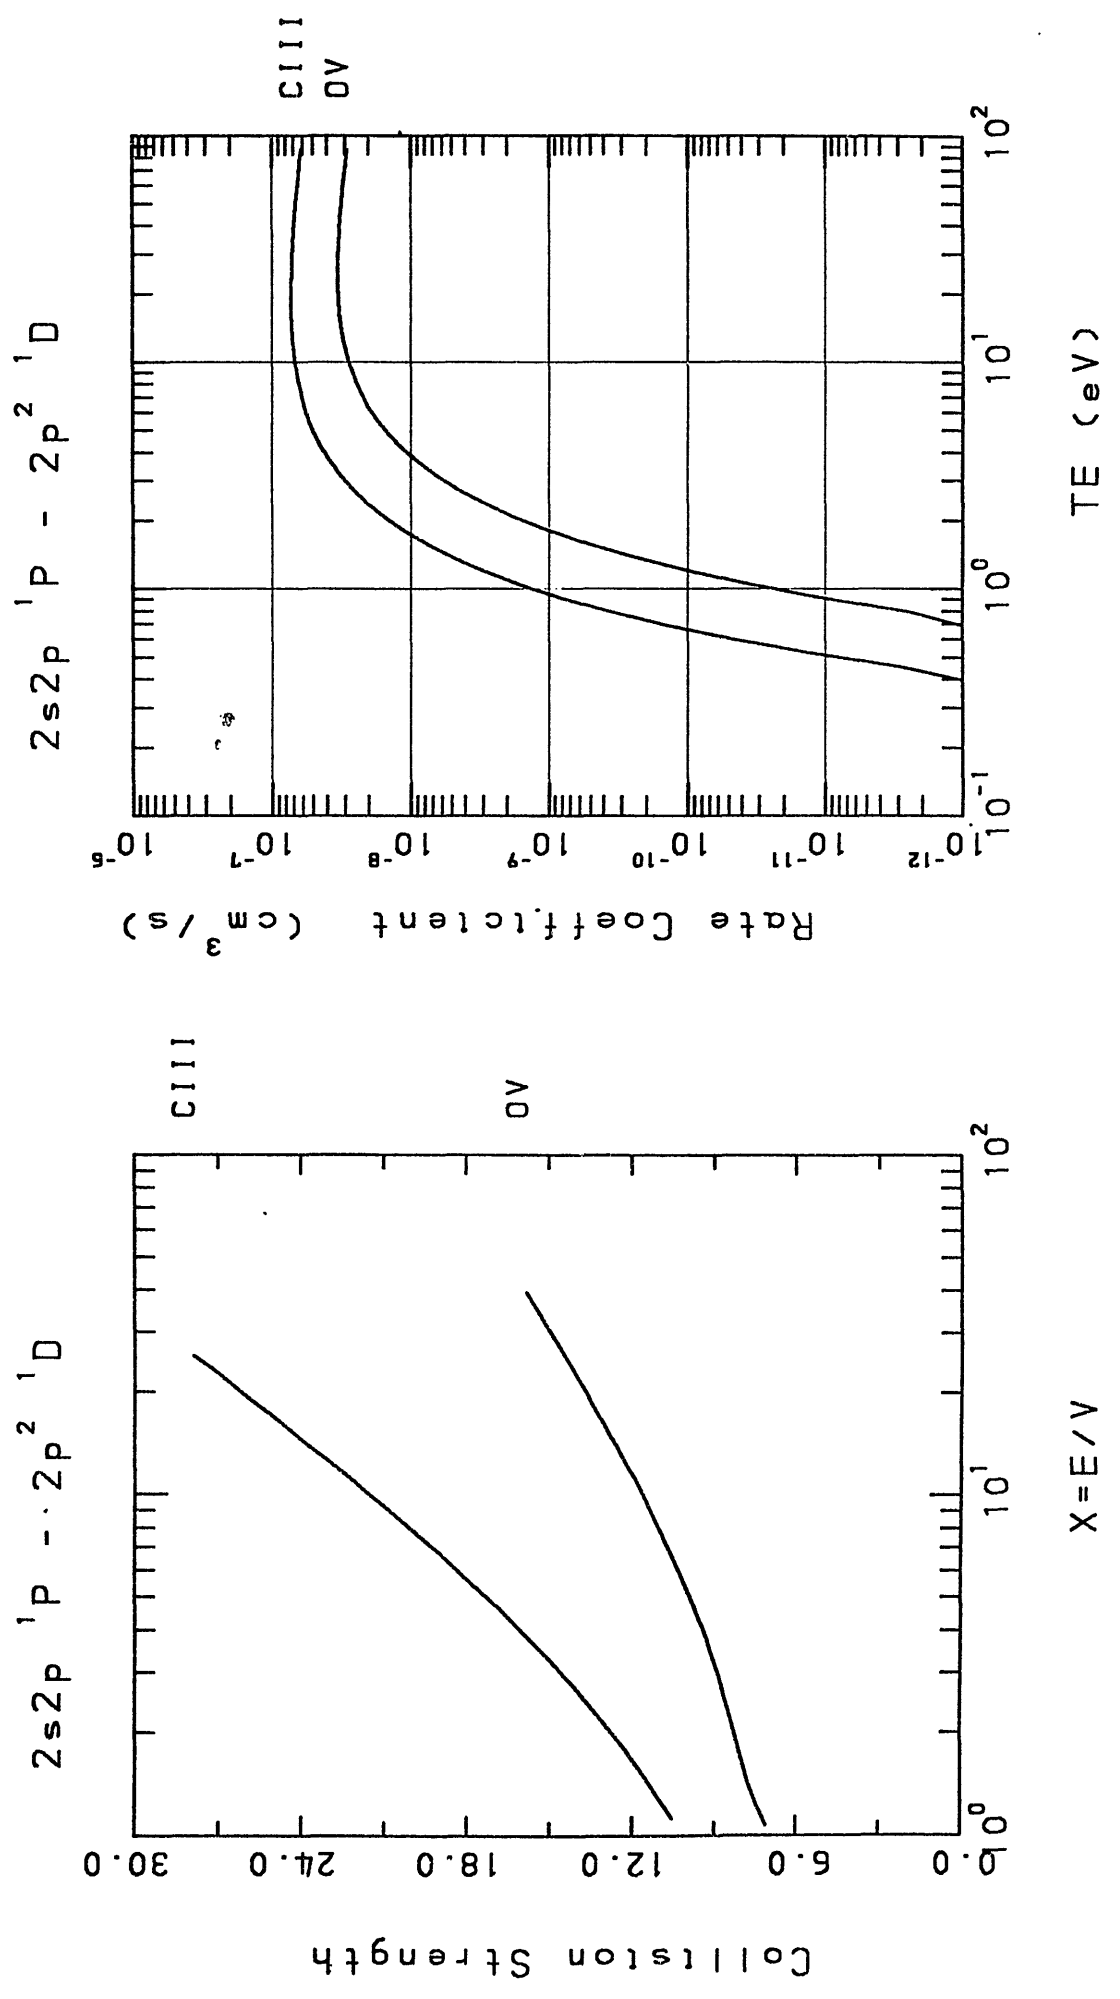 2s2p ¹P - 2p² ¹D
Collision Strength
30.0
24.0
18.0
12.0
6.0
0.0
10⁰
10¹
10²
X=E/V
CIII
OV
2s2p ¹P - 2p² ¹D
Rate Coefficient (cm³/s)
10⁻⁶
10⁻⁷
10⁻⁸
10⁻⁹
10⁻¹⁰
10⁻¹¹
10⁻¹²
10⁻¹
10⁰
10¹
10²
TE (eV)
CIII
OV